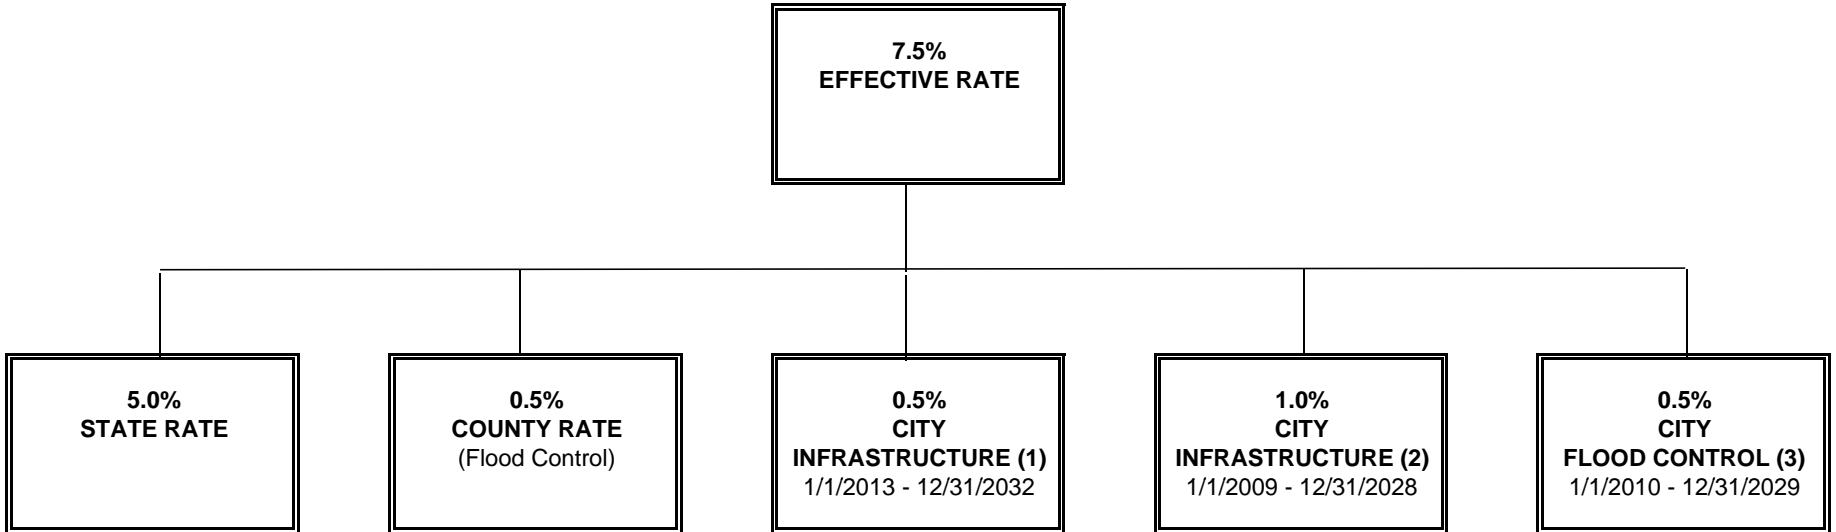 7.5%
EFFECTIVE RATE
5.0%
STATE RATE
0.5%
COUNTY RATE
(Flood Control)
0.5%
CITY
INFRASTRUCTURE (1)
1/1/2013 - 12/31/2032
1.0%
CITY
INFRASTRUCTURE (2)
1/1/2009 - 12/31/2028
0.5%
CITY
FLOOD CONTROL (3)
1/1/2010 - 12/31/2029